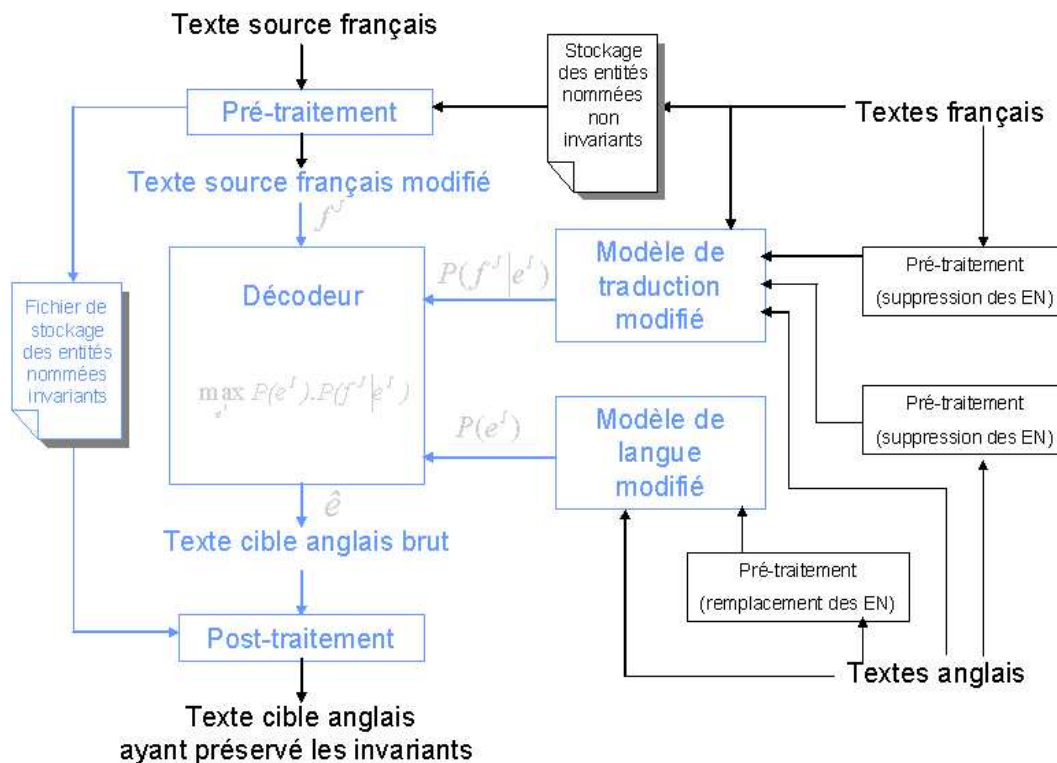 Texte source français
Stockage
des entités
nommées
non
invariants
Pré-traitement
Textes français
Texte source français modifié
f^J
Modèle de
traduction
modifié
P(f^J|e^I)
Pré-traitement
(suppression des EN)
Décodeur
Fichier de
stockage
des entités
nommées
invariants
max P(e^I).P(f^J|e^I)
e^I
Pré-traitement
(suppression des EN)
P(e^I)
Modèle de
langue
modifié
ê
Texte cible anglais brut
Pré-traitement
(remplacement des EN)
Post-traitement
Textes anglais
Texte cible anglais
ayant préservé les invariants